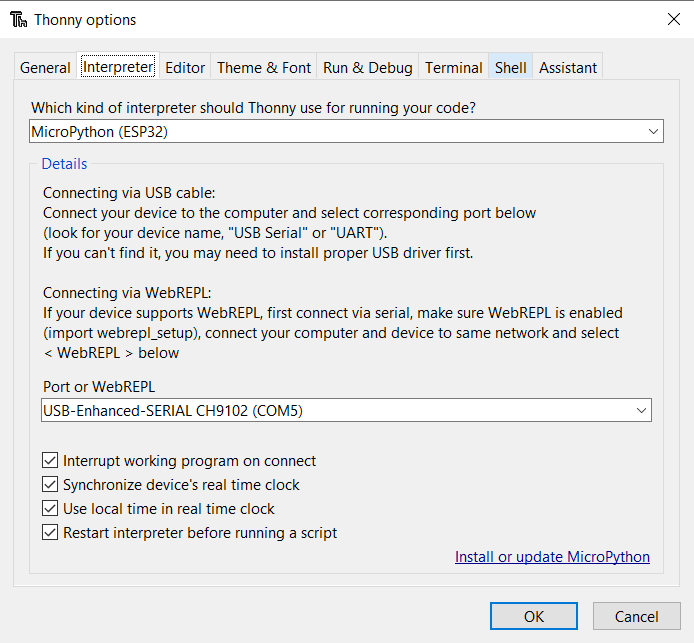 Thonny options
General Interpreter Editor Theme & Font Run & Debug Terminal Shell Assistant
Which kind of interpreter should Thonny use for running your code?
MicroPython (ESP32)
Details
Connecting via USB cable:
Connect your device to the computer and select corresponding port below
(look for your device name, "USB Serial" or "UART").
If you can't find it, you may need to install proper USB driver first.
Connecting via WebREPL:
If your device supports WebREPL, first connect via serial, make sure WebREPL is enabled
(import webrepl_setup), connect your computer and device to same network and select
< WebREPL > below
Port or WebREPL
USB-Enhanced-SERIAL CH9102 (COM5)
Interrupt working program on connect
Synchronize device's real time clock
Use local time in real time clock
Restart interpreter before running a script
Install or update MicroPython
OK Cancel